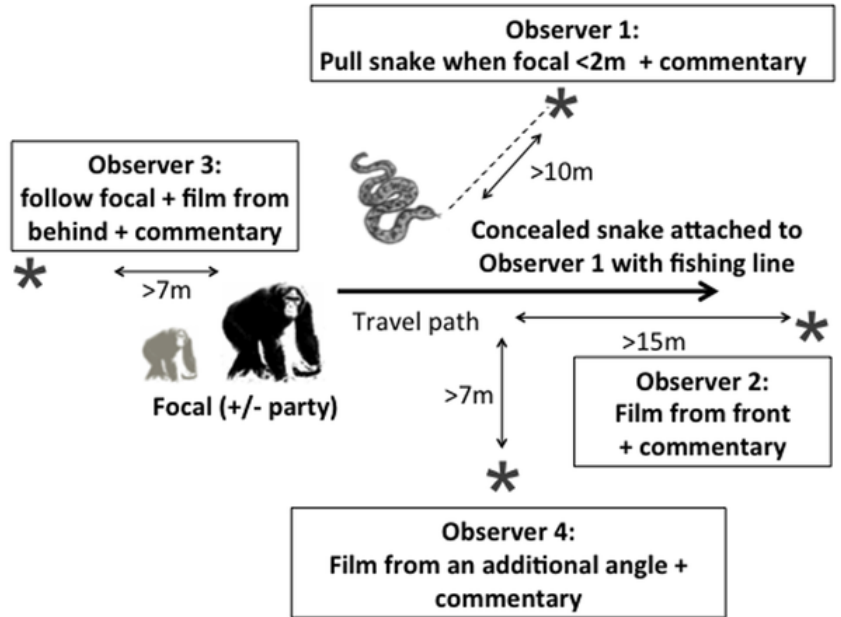 Observer 1:
Pull snake when focal <2m + commentary
Observer 3:
follow focal + film from
behind + commentary
>10m
Concealed snake attached to
Observer 1 with fishing line
>7m
Travel path
>15m
Focal (+/- party)
>7m
Observer 2:
Film from front
+ commentary
Observer 4:
Film from an additional angle +
commentary